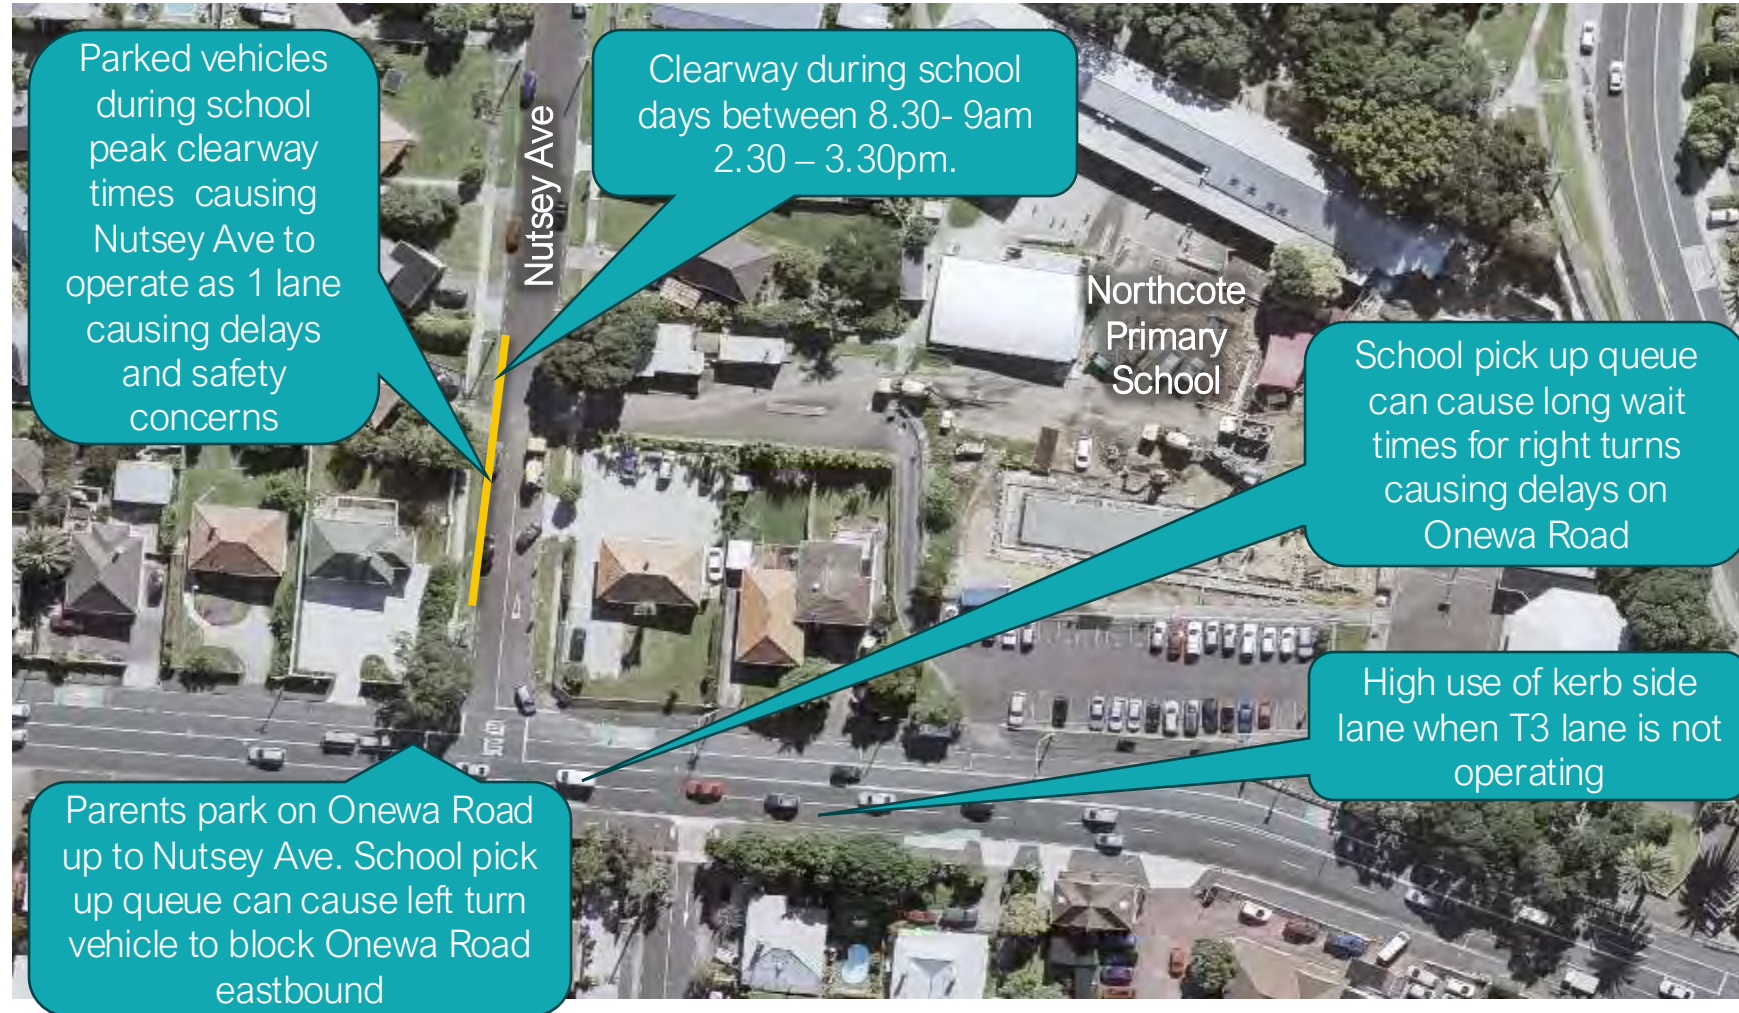 Parked vehicles
during school
peak clearway
times causing
Nutsey Ave to
operate as 1 lane
causing delays
and safety
concerns
Clearway during school
days between 8.30- 9am
2.30 – 3.30pm.
Nutsey Ave
Northcote
Primary
School
School pick up queue
can cause long wait
times for right turns
causing delays on
Onewa Road
High use of kerb side
lane when T3 lane is not
operating
Parents park on Onewa Road
up to Nutsey Ave. School pick
up queue can cause left turn
vehicle to block Onewa Road
eastbound